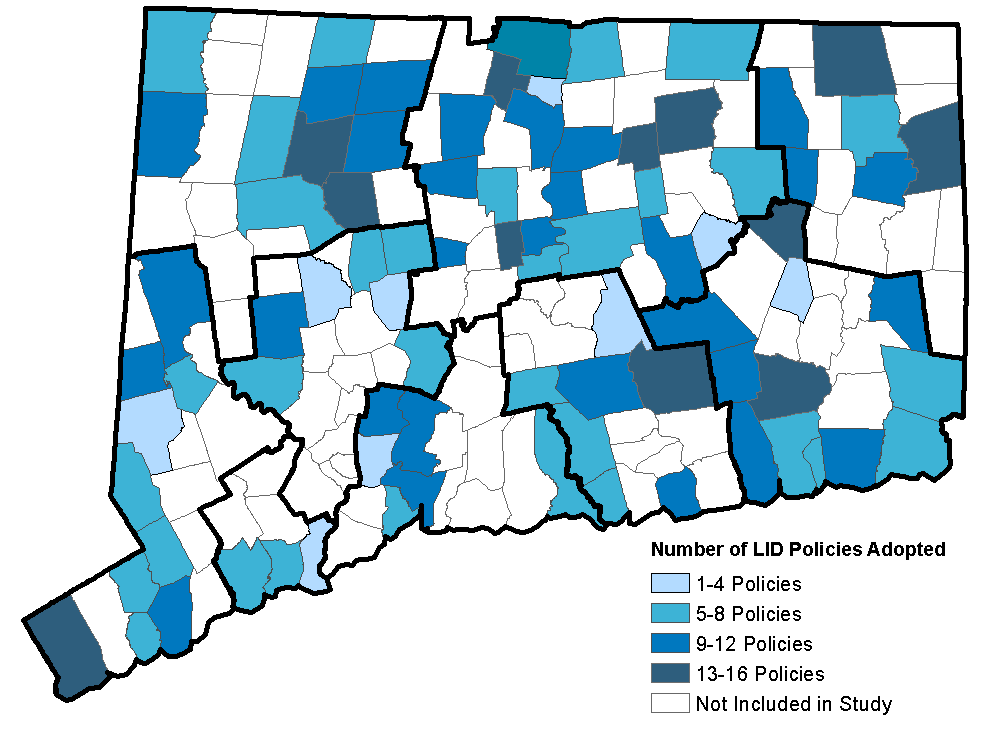 Number of LID Policies Adopted
1-4 Policies
5-8 Policies
9-12 Policies
13-16 Policies
Not Included in Study